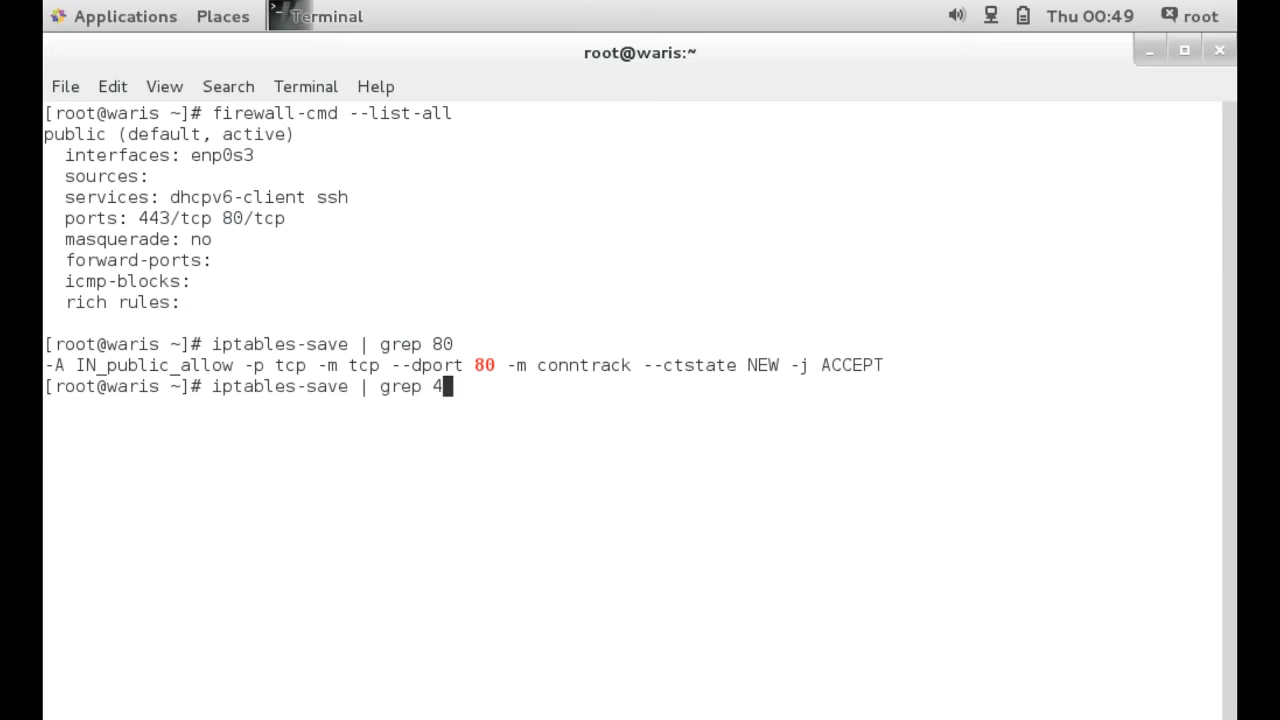 Applications Places Terminal Thu 00:49 root
root@waris:~
File Edit View Search Terminal Help
[root@waris ~]# firewall-cmd --list-all
public (default, active)
  interfaces: enp0s3
  sources:
  services: dhcpv6-client ssh
  ports: 443/tcp 80/tcp
  masquerade: no
  forward-ports:
  icmp-blocks:
  rich rules:
[root@waris ~]# iptables-save | grep 80
-A IN_public_allow -p tcp -m tcp --dport 80 -m conntrack --ctstate NEW -j ACCEPT
[root@waris ~]# iptables-save | grep 4